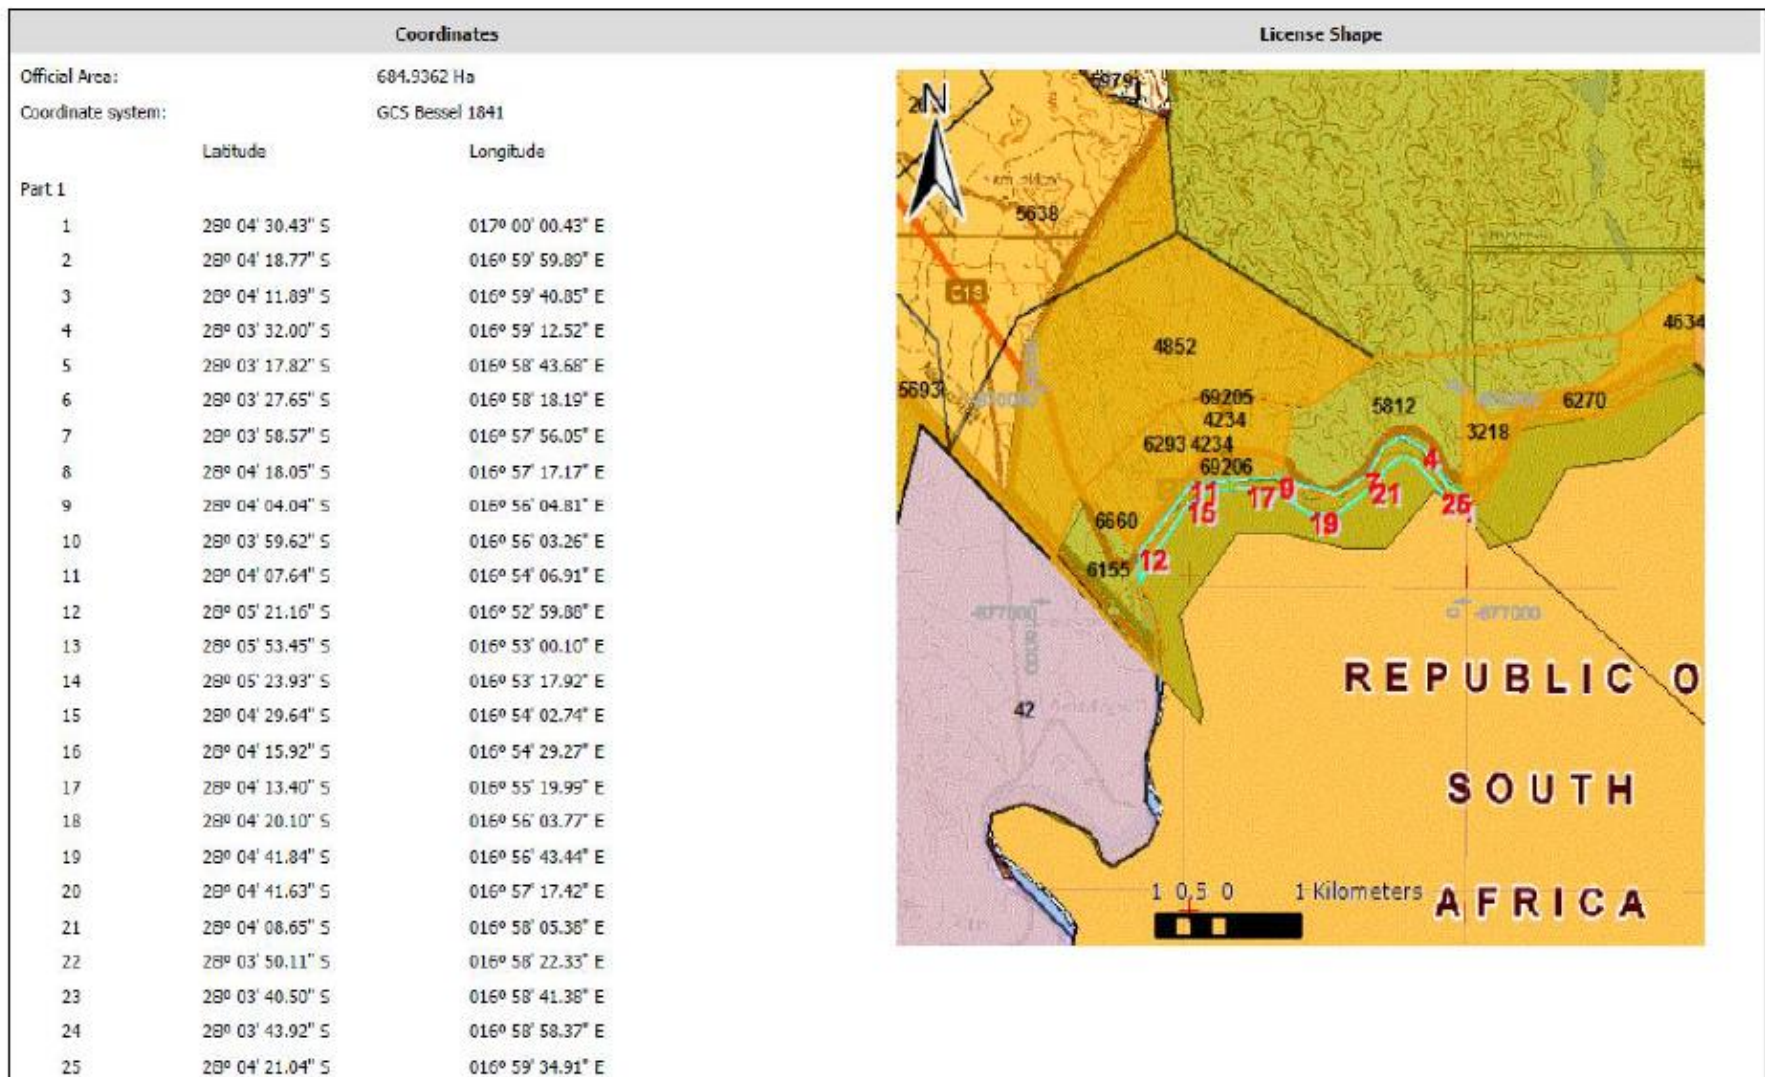 Coordinates
License Shape
Official Area: 684.9362 Ha
Coordinate system: GCS Bessel 1841
Latitude Longitude
Part 1
1 28º 04' 30.43" S 017º 00' 00.43" E
2 28º 04' 18.77" S 016º 59' 59.89" E
3 28º 04' 11.89" S 016º 59' 40.85" E
4 28º 03' 32.00" S 016º 59' 12.52" E
5 28º 03' 17.82" S 016º 58' 43.68" E
6 28º 03' 27.65" S 016º 58' 18.19" E
7 28º 03' 58.57" S 016º 57' 56.05" E
8 28º 04' 18.05" S 016º 57' 17.17" E
9 28º 04' 04.04" S 016º 56' 04.81" E
10 28º 03' 59.62" S 016º 56' 03.26" E
11 28º 04' 07.64" S 016º 54' 06.91" E
12 28º 05' 21.16" S 016º 52' 59.88" E
13 28º 05' 53.45" S 016º 53' 00.10" E
14 28º 05' 23.93" S 016º 53' 17.92" E
15 28º 04' 29.64" S 016º 54' 02.74" E
16 28º 04' 15.92" S 016º 54' 29.27" E
17 28º 04' 13.40" S 016º 55' 19.99" E
18 28º 04' 20.10" S 016º 56' 03.77" E
19 28º 04' 41.84" S 016º 56' 43.44" E
20 28º 04' 41.63" S 016º 57' 17.42" E
21 28º 04' 08.65" S 016º 58' 05.38" E
22 28º 03' 50.11" S 016º 58' 22.33" E
23 28º 03' 40.50" S 016º 58' 41.38" E
24 28º 03' 43.92" S 016º 58' 58.37" E
25 28º 04' 21.04" S 016º 59' 34.91" E
5979
N
5638
C13
4634
4852
5693
69205
5812
6270
4234
3218
6293 4234
69206
4
11 17 9 7 21
15 19 25
6660
12
6155
-877000
-877000
REPUBLIC O
42
SOUTH
1 0,5 0 1 Kilometers
AFRICA